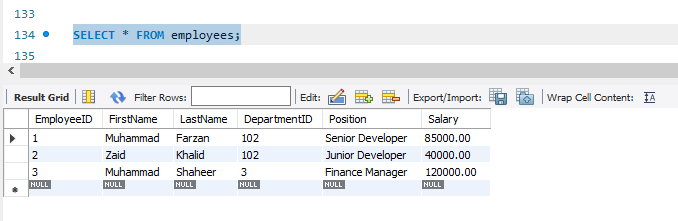 133
134 SELECT * FROM employees;
135
Result Grid Filter Rows: Edit: Export/Import: Wrap Cell Content: IA
EmployeeID FirstName LastName DepartmentID Position Salary
1 Muhammad Farzan 102 Senior Developer 85000.00
2 Zaid Khalid 102 Junior Developer 40000.00
3 Muhammad Shaheer 3 Finance Manager 120000.00
NULL NULL NULL NULL NULL NULL